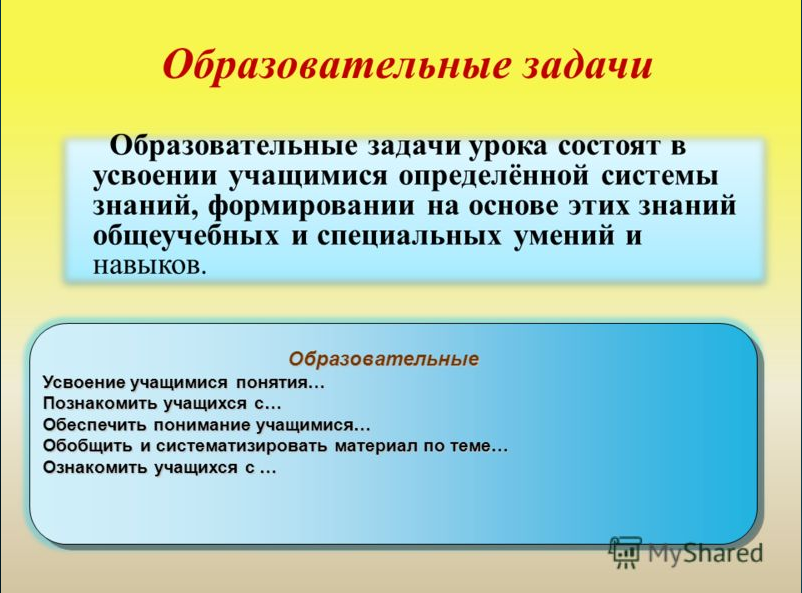 Образовательные задачи
Образовательные задачи урока состоят в
усвоении учащимися определённой системы
знаний, формировании на основе этих знаний
общеучебных и специальных умений и
навыков.
Образовательные
Усвоение учащимися понятия…
Познакомить учащихся с…
Обеспечить понимание учащимися…
Обобщить и систематизировать материал по теме…
Ознакомить учащихся с …
MyShared